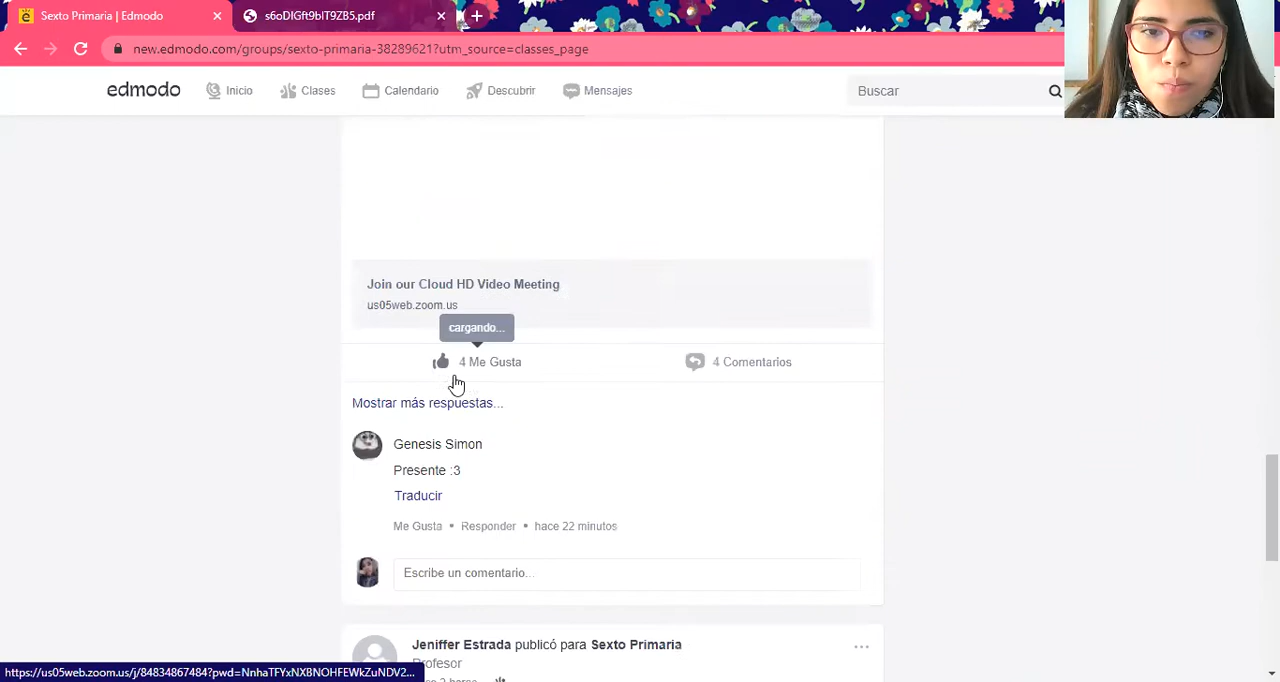 Sexto Primaria | Edmodo
s6oDIGft9blT9ZB5.pdf
new.edmodo.com/groups/sexto-primaria-38289621?utm_source=classes_page
edmodo
Inicio
Clases
Calendario
Descubrir
Mensajes
Buscar
Join our Cloud HD Video Meeting
us05web.zoom.us
cargando...
4 Me Gusta
4 Comentarios
Mostrar más respuestas...
Genesis Simon
Presente :3
Traducir
Me Gusta • Responder • hace 22 minutos
Escribe un comentario...
Jeniffer Estrada publicó para Sexto Primaria
Profesor
https://us05web.zoom.us/j/84834867484?pwd=NnhaTFYxNXBNOHFEWkZuNDV2...